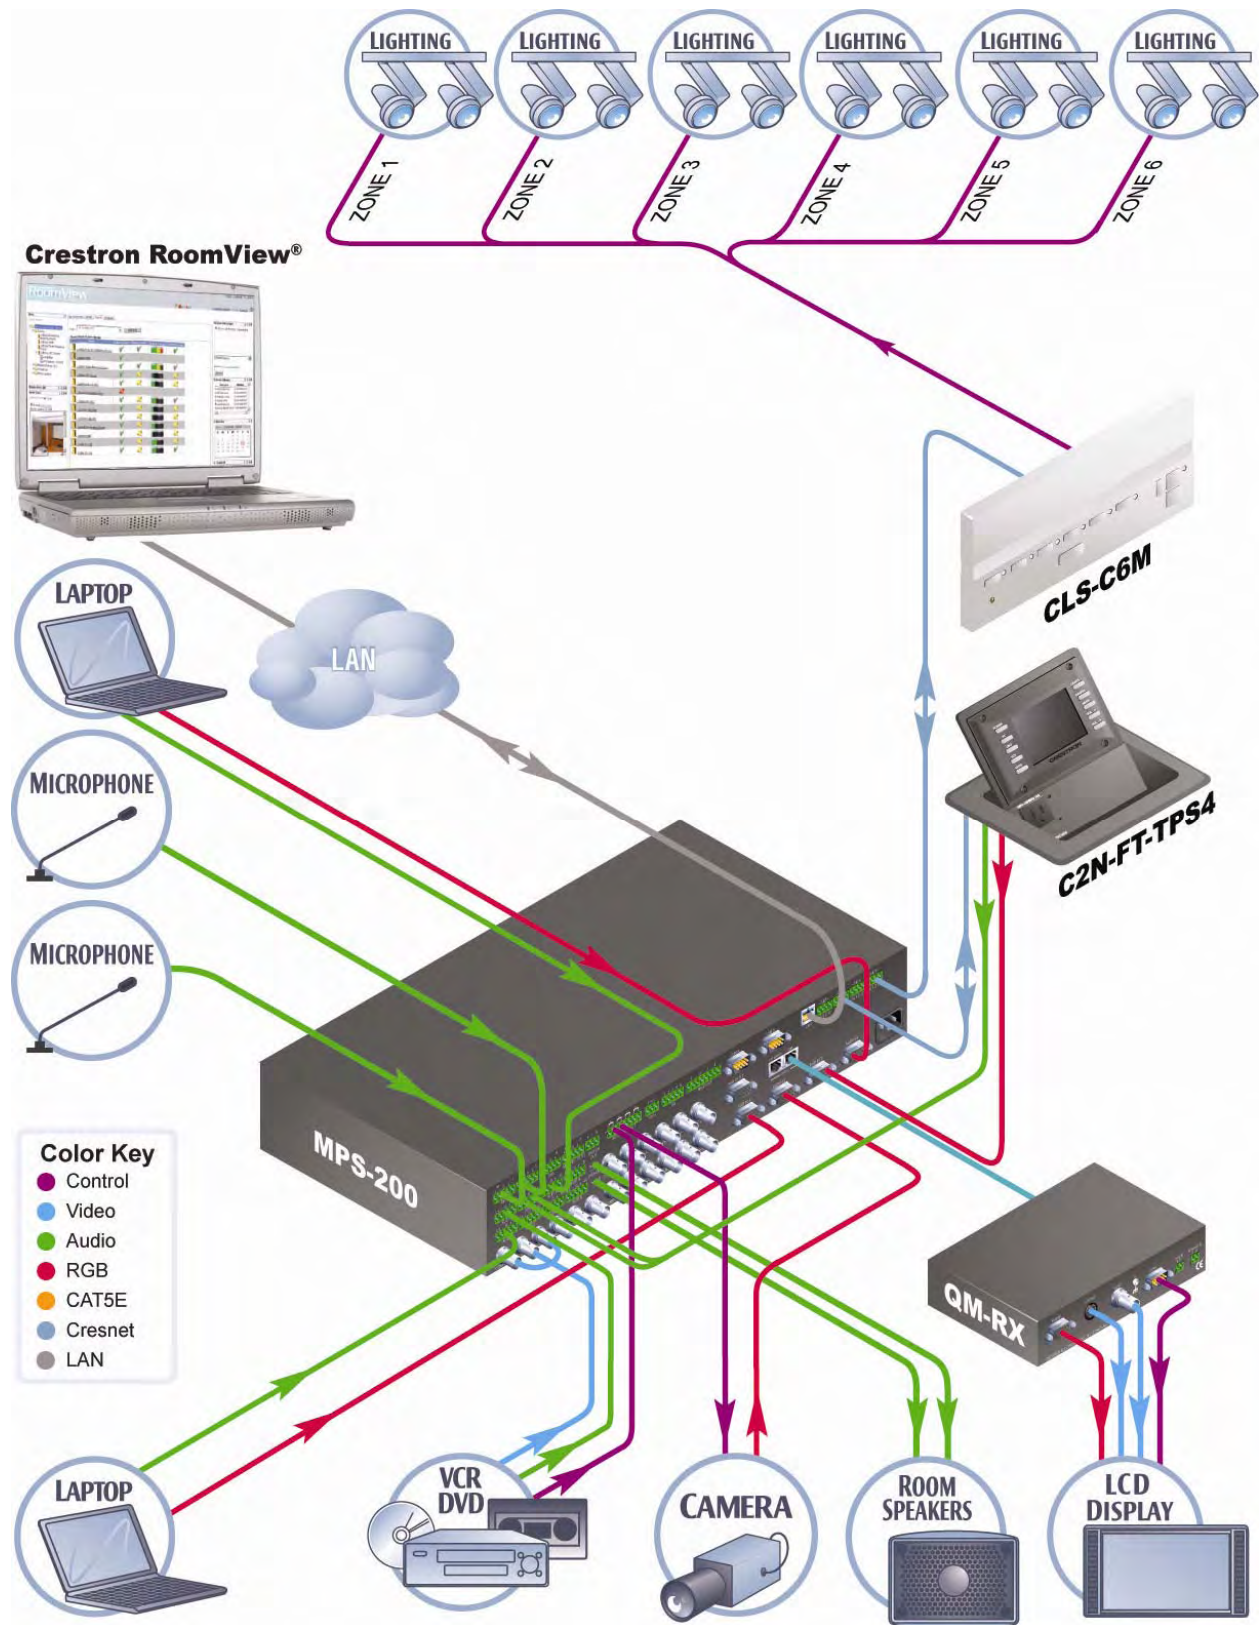 LIGHTING
LIGHTING
LIGHTING
LIGHTING
LIGHTING
LIGHTING
ZONE 1
ZONE 2
ZONE 3
ZONE 4
ZONE 5
ZONE 6
Crestron RoomView®
RoomView
CLS-C6M
LAPTOP
LAN
MICROPHONE
C2N-FT-TPS4
MICROPHONE
MPS-200
Color Key
Control
Video
Audio
RGB
CAT5E
Cresnet
LAN
QM-RX
LAPTOP
VCR
DVD
CAMERA
ROOM
SPEAKERS
LCD
DISPLAY